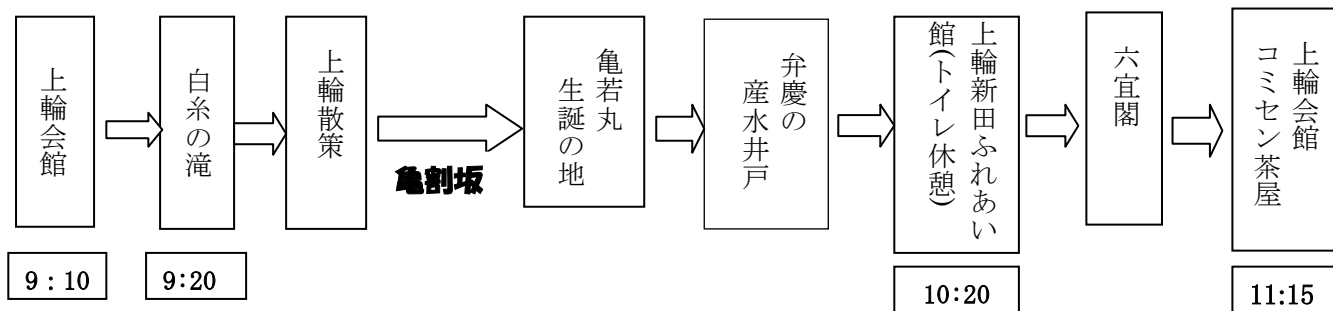 上輪会館
白糸の滝
上輪散策
亀割坂
亀若丸
生誕の地
弁慶の
産水井戸
上輪新田ふれあい
館(トイレ休憩)
六宜閣
上輪会館
コミセン茶屋
9：10
9:20
10:20
11:15